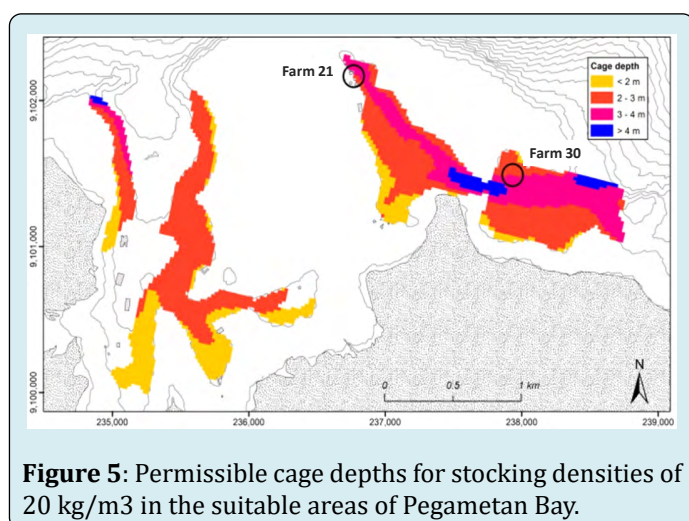 Farm 21
Farm 30
Cage depth
< 2 m
2 - 3 m
3 - 4 m
> 4 m
9,102,000
9,101,000
9,100,000
N
0 0.5 1 km
235,000 236,000 237,000 238,000 239,000
Figure 5: Permissible cage depths for stocking densities of
20 kg/m3 in the suitable areas of Pegametan Bay.